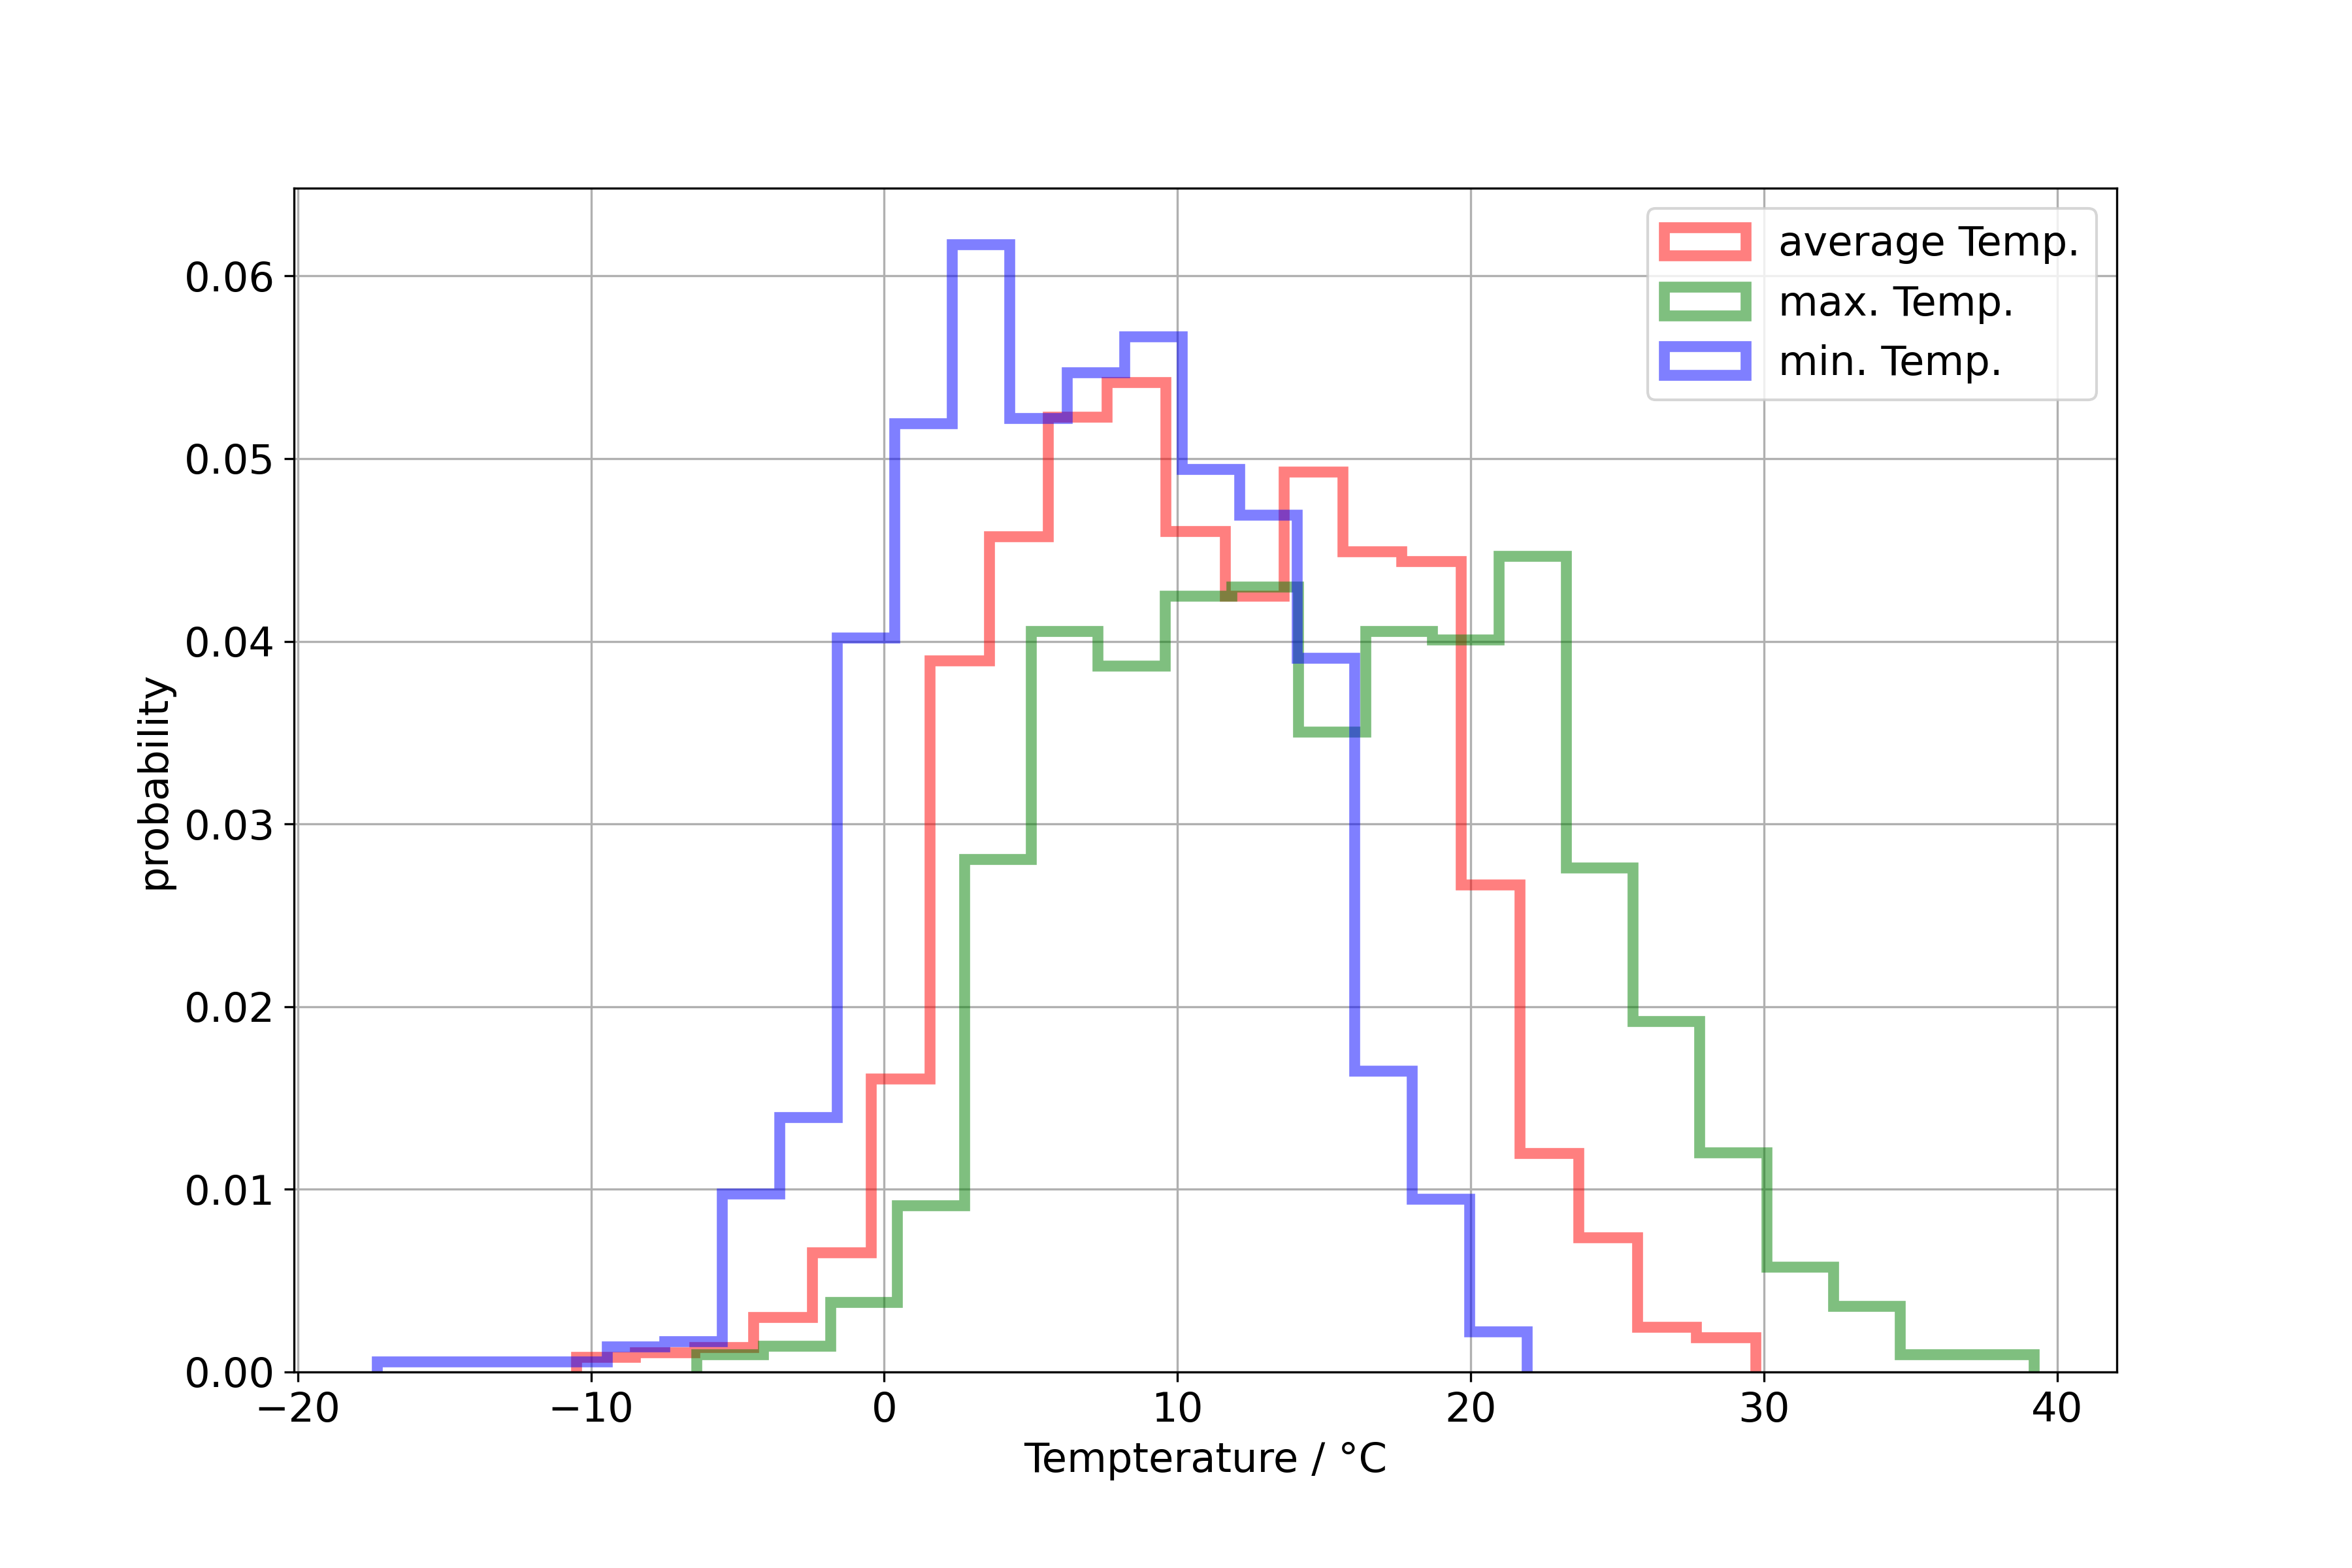 average Temp.
max. Temp.
min. Temp.
0.06
0.05
0.04
0.03
0.02
0.01
0.00
probability
−20 −10 0 10 20 30 40
Tempterature / °C